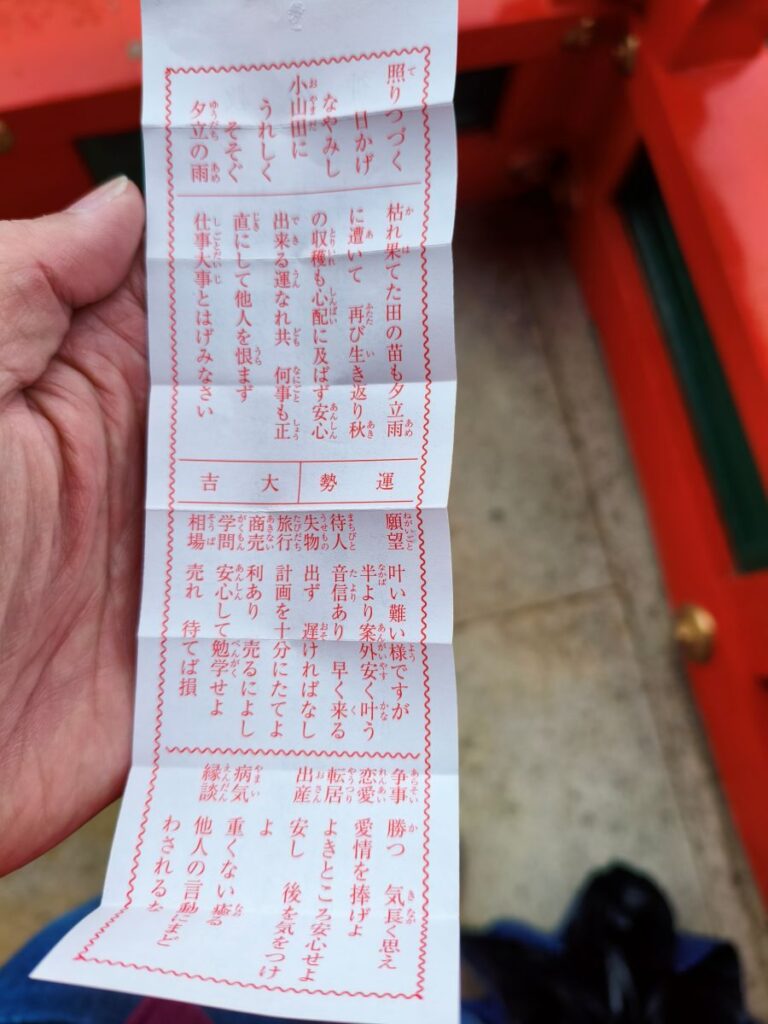 照りつづく
日かげ
なやみし
小山田に
うれしく
そそぐ
夕立の雨
枯れ果てた田の苗も夕立雨
に遭いて　再び生き返り秋
の収穫も心配に及ばず安心
出来る運なれ共　何事も正
直にして他人を恨まず
仕事大事とはげみなさい
運勢　大吉
願望　叶い難い様ですが
半より案外安く叶う
待人　音信あり　早く来る
失物　出ず　遅ければなし
旅行　計画を十分にたてよ
商売　利あり　売るによし
学問　安心して勉学せよ
相場　売れ　待てば損
争事　勝つ　気長く思え
恋愛　愛情を捧げよ
転居　よきところ安心せよ
出産　安し　後を気をつけ
よ
病気　重くない癒る
縁談　他人の言動にまど
わされるな